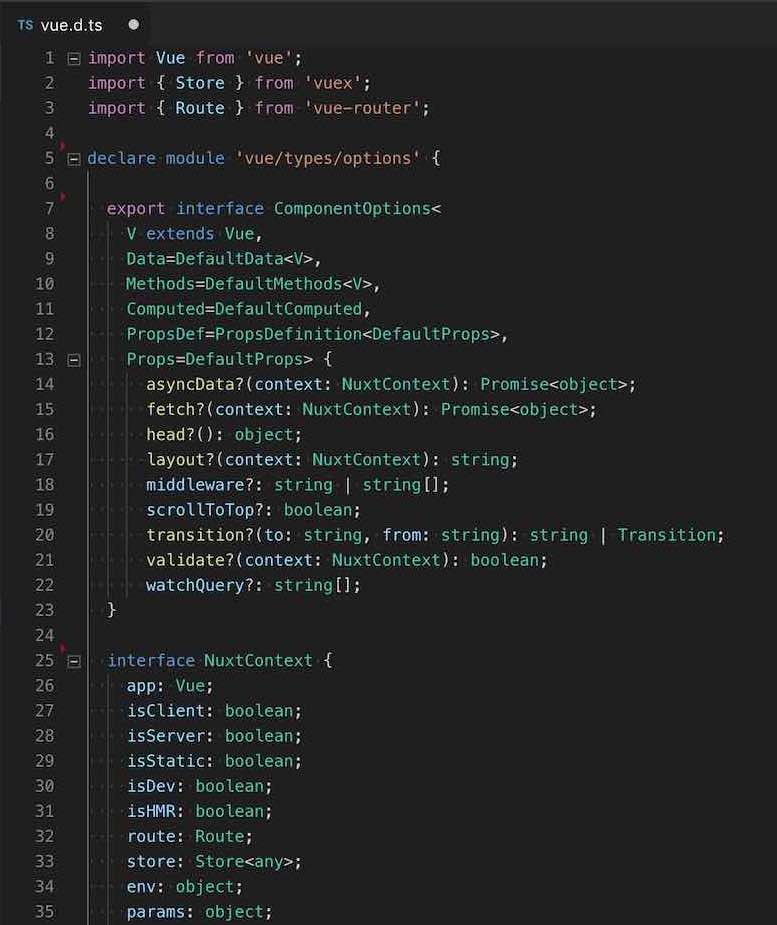 TS vue.d.ts
1 import Vue from 'vue';
2 import { Store } from 'vuex';
3 import { Route } from 'vue-router';
4
5 declare module 'vue/types/options' {
6
7 export interface ComponentOptions<
8 V extends Vue,
9 Data=DefaultData<V>,
10 Methods=DefaultMethods<V>,
11 Computed=DefaultComputed,
12 PropsDef=PropsDefinition<DefaultProps>,
13 Props=DefaultProps> {
14 asyncData?(context: NuxtContext): Promise<object>;
15 fetch?(context: NuxtContext): Promise<object>;
16 head?(): object;
17 layout?(context: NuxtContext): string;
18 middleware?: string | string[];
19 scrollToTop?: boolean;
20 transition?(to: string, from: string): string | Transition;
21 validate?(context: NuxtContext): boolean;
22 watchQuery?: string[];
23 }
24
25 interface NuxtContext {
26 app: Vue;
27 isClient: boolean;
28 isServer: boolean;
29 isStatic: boolean;
30 isDev: boolean;
31 isHMR: boolean;
32 route: Route;
33 store: Store<any>;
34 env: object;
35 params: object;